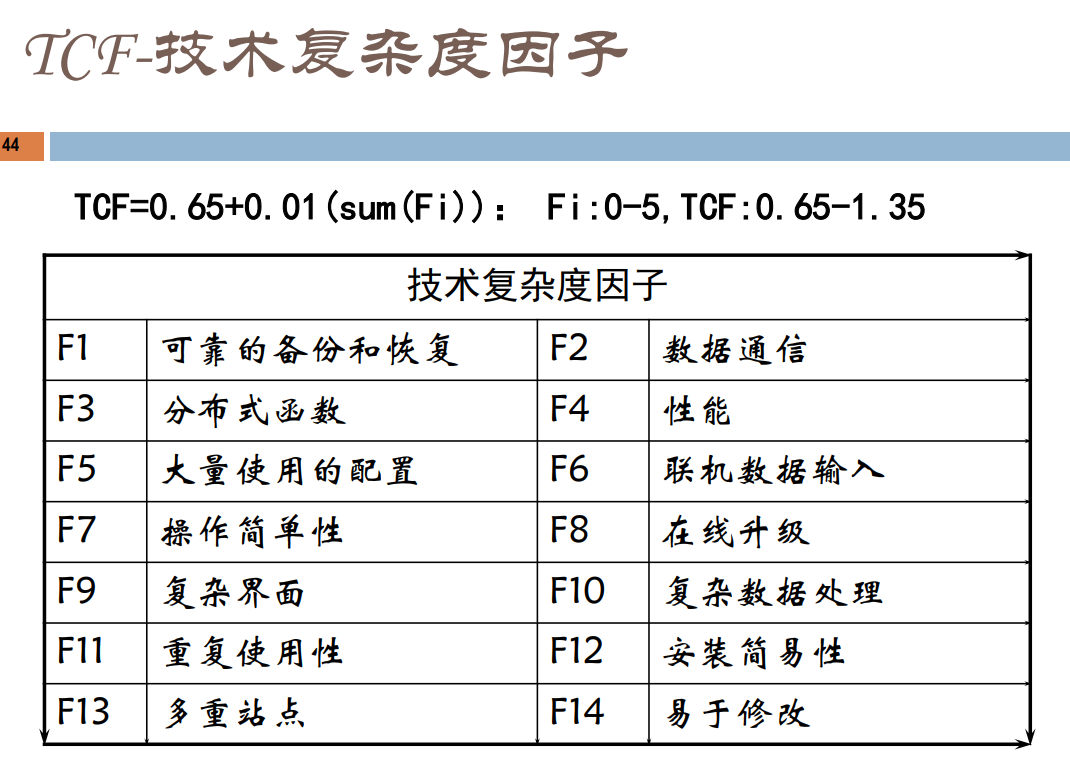 TCF-技术复杂度因子
44
TCF=0.65+0.01(sum(Fi)): Fi:0-5,TCF:0.65-1.35
技术复杂度因子
F1 可靠的备份和恢复 F2 数据通信
F3 分布式函数 F4 性能
F5 大量使用的配置 F6 联机数据输入
F7 操作简单性 F8 在线升级
F9 复杂界面 F10 复杂数据处理
F11 重复使用性 F12 安装简易性
F13 多重站点 F14 易于修改